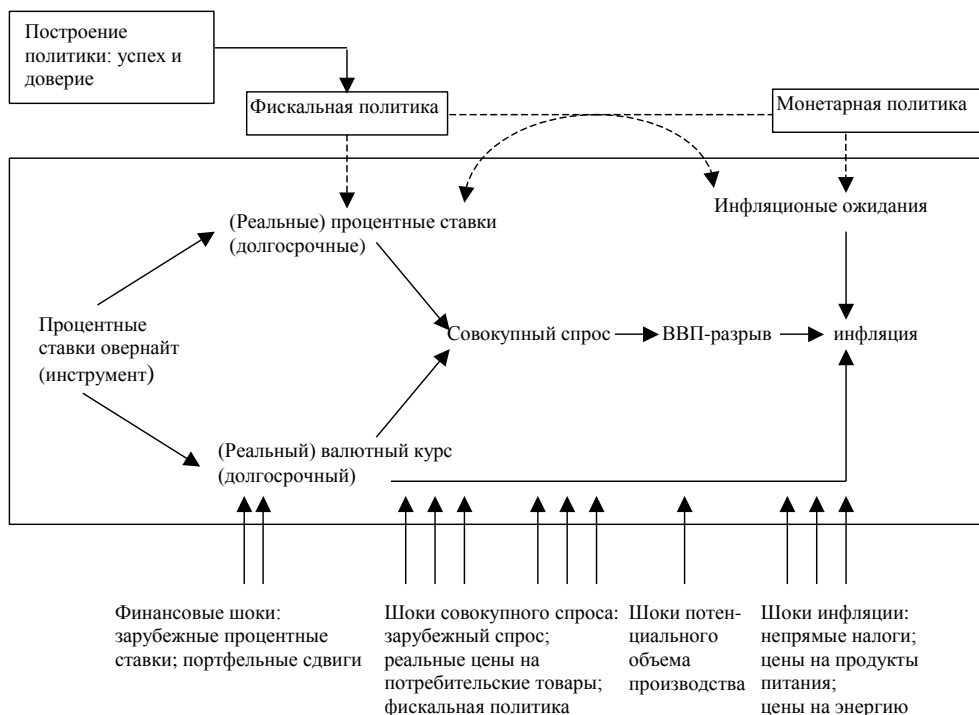 Построение
политики: успех и
доверие
Фискальная политика
Монетарная политика
Инфляционые ожидания
(Реальные) процентные ставки
(долгосрочные)
Процентные
ставки овернайт
(инструмент)
Совокупный спрос
ВВП-разрыв
инфляция
(Реальный) валютный курс
(долгосрочный)
Финансовые шоки:
зарубежные процентные
ставки; портфельные сдвиги
Шоки совокупного спроса:
зарубежный спрос;
реальные цены на
потребительские товары;
фискальная политика
Шоки потен-
циального
объема
производства
Шоки инфляции:
непрямые налоги;
цены на продукты
питания;
цены на энергию